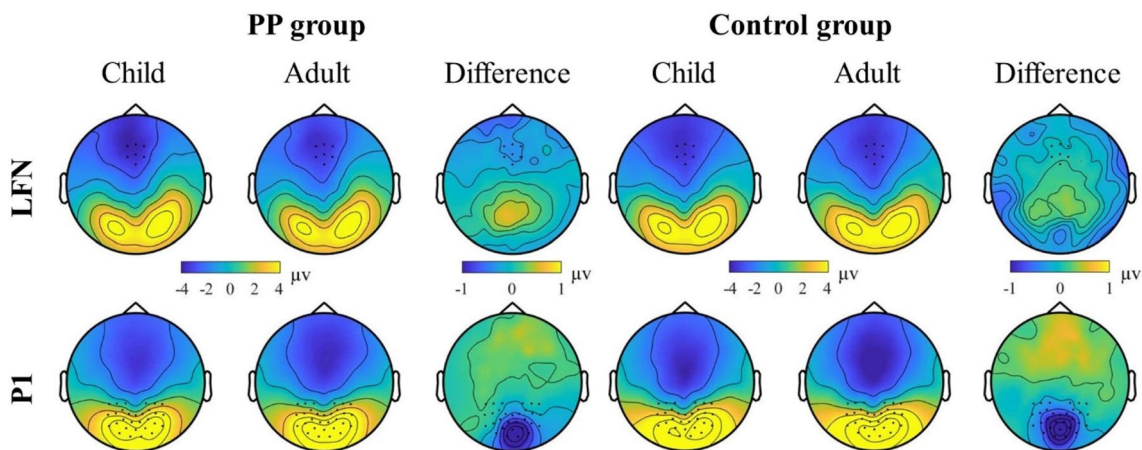 PP group Control group
Child Adult Difference Child Adult Difference
LFN
-4 -2 0 2 4 μv -1 0 1 -4 -2 0 2 4 μv -1 0 1 μv
P1